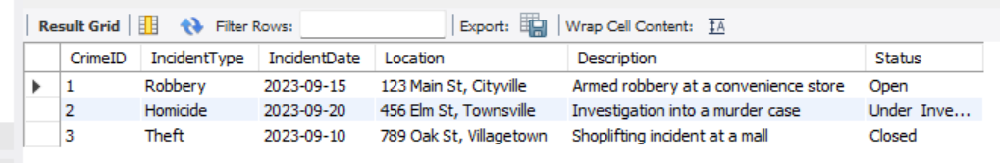 Result Grid Filter Rows: Export: Wrap Cell Content: IA
CrimeID IncidentType IncidentDate Location Description Status
1 Robbery 2023-09-15 123 Main St, Cityville Armed robbery at a convenience store Open
2 Homicide 2023-09-20 456 Elm St, Townsville Investigation into a murder case Under Inve...
3 Theft 2023-09-10 789 Oak St, Villagetown Shoplifting incident at a mall Closed